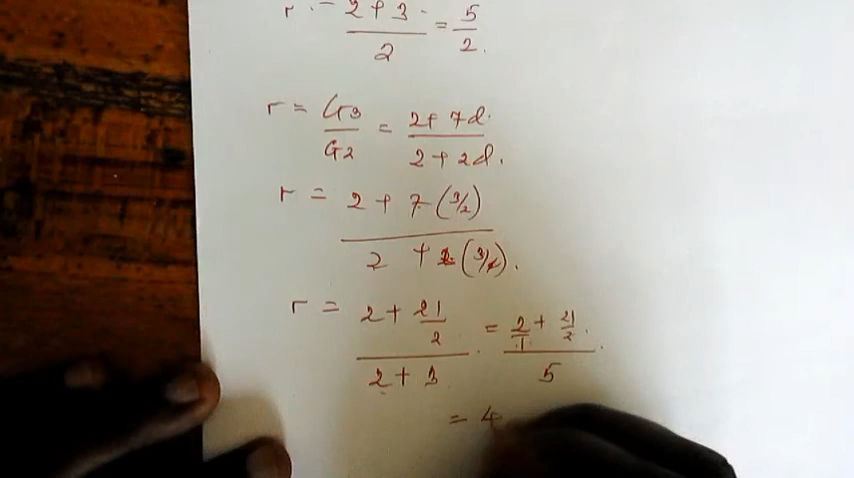 r = 2 + 3 / 2 = 5/2.
r = G3/G2 = 2 + 7d. / 2 + 2d.
r = 2 + 7(3/2) / 2 + 2(3/2).
r = 2 + 21/2 / 2 + 3 . = 2/1 + 21/2 . / 5 .
= 4